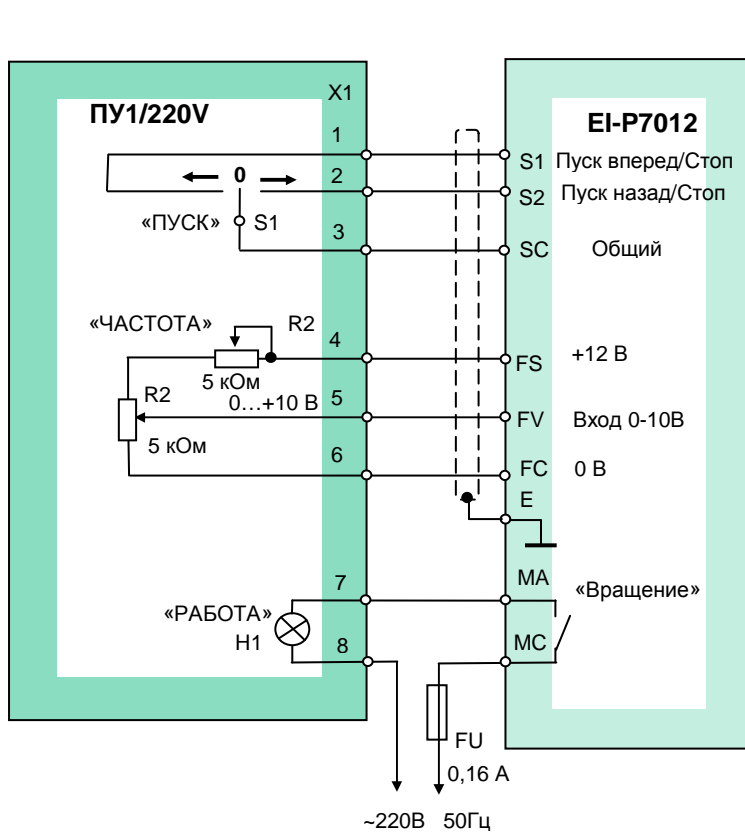 ПУ1/220V
X1
EI-P7012
1
S1 Пуск вперед/Стоп
0
2
S2 Пуск назад/Стоп
«ПУСК» S1
3
SC Общий
«ЧАСТОТА» R2
4
FS +12 В
5 кОм
R2
0…+10 В
5
FV Вход 0-10В
5 кОм
6
FC 0 В
E
7
MA «Вращение»
«РАБОТА»
H1
8
MC
FU
0,16 А
~220В 50Гц